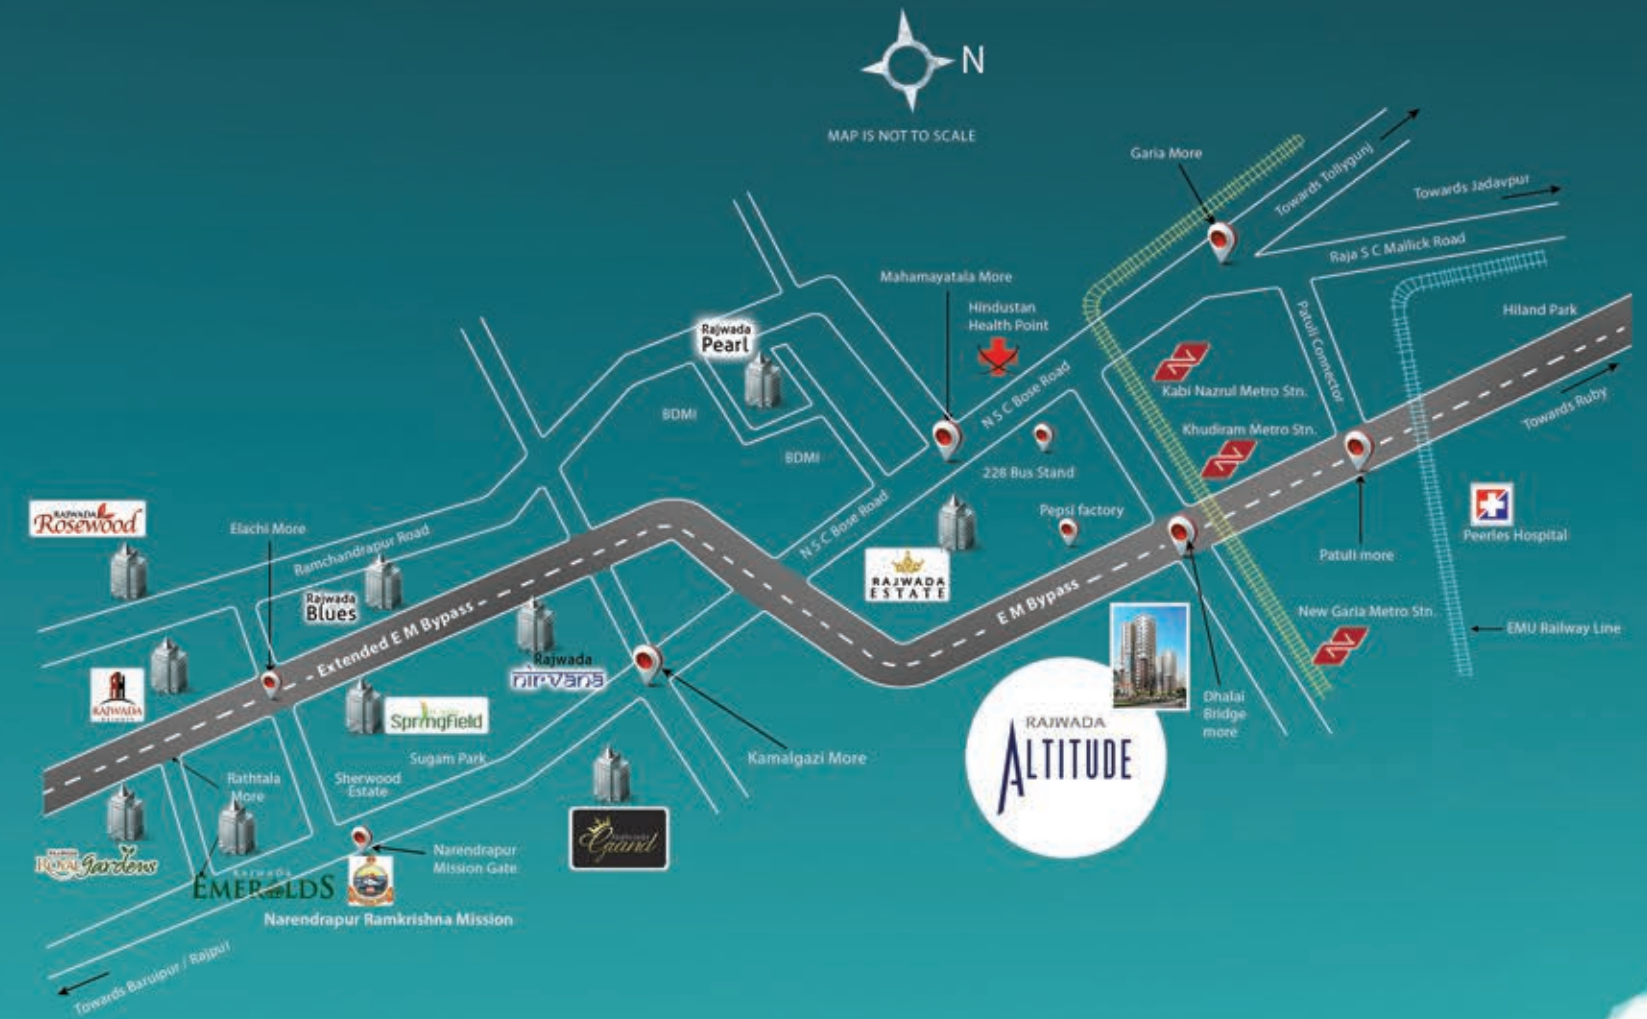 N
MAP IS NOT TO SCALE
Garia More
Towards Tollygunj
Towards Jadavpur
Raja S C Mallick Road
Mahamayatala More
Hindustan
Health Point
Patuli Connector
Hiland Park
Rajwada
Pearl
N S C Bose Road
Kabi Nazrul Metro Stn.
Towards Ruby
BDMI
BDMI
Khudiram Metro Stn.
228 Bus Stand
RAJWADA
Rosewood
Elachi More
Ramchandrapur Road
N S C Bose Road
Pepsi factory
Patuli more
Peerles Hospital
Rajwada
Blues
RAJWADA
ESTATE
Extended E M Bypass
E M Bypass
New Garia Metro Stn.
EMU Railway Line
Rajwada
nirvana
RAJWADA
Springfield
Dhalai
Bridge
more
RAJWADA
ALTITUDE
Sugam Park
Kamalgazi More
Rathtala
More
Sherwood
Estate
Grand
Narendrapur
Mission Gate
ROYAL gardens
RAJWADA
EMERALDS
Narendrapur Ramkrishna Mission
Towards Baruipur / Rajpur